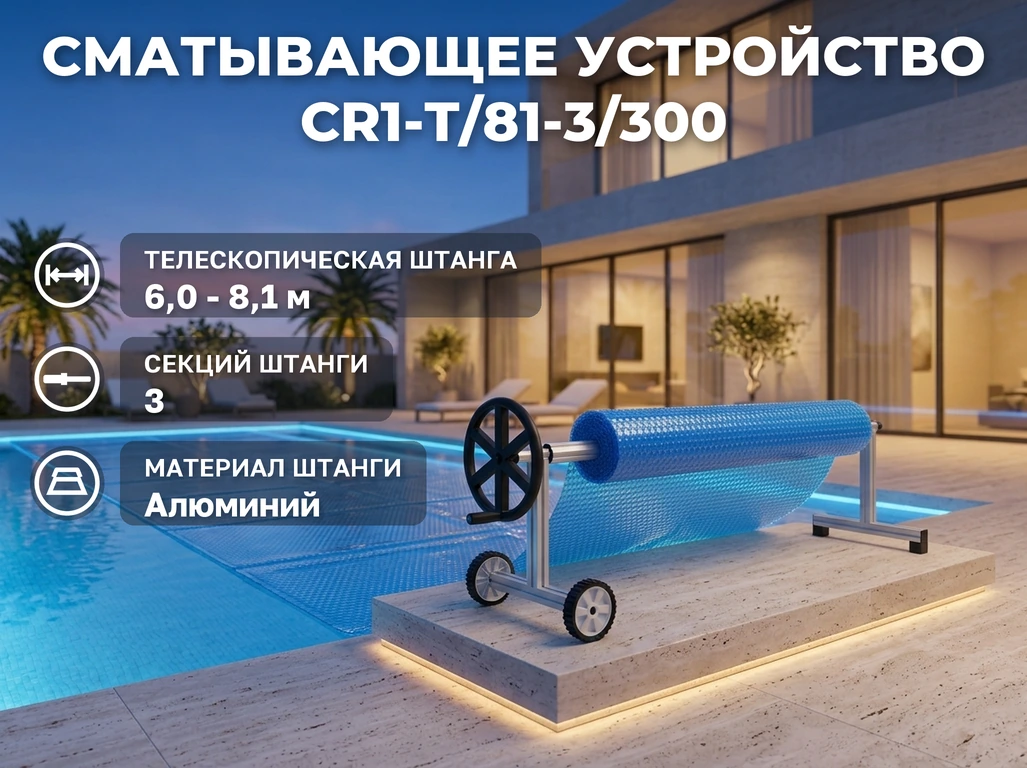 СМАТЫВАЮЩЕЕ УСТРОЙСТВО
CR1-T/81-3/300
ТЕЛЕСКОПИЧЕСКАЯ ШТАНГА
6,0 - 8,1 м
СЕКЦИЙ ШТАНГИ
3
МАТЕРИАЛ ШТАНГИ
Алюминий